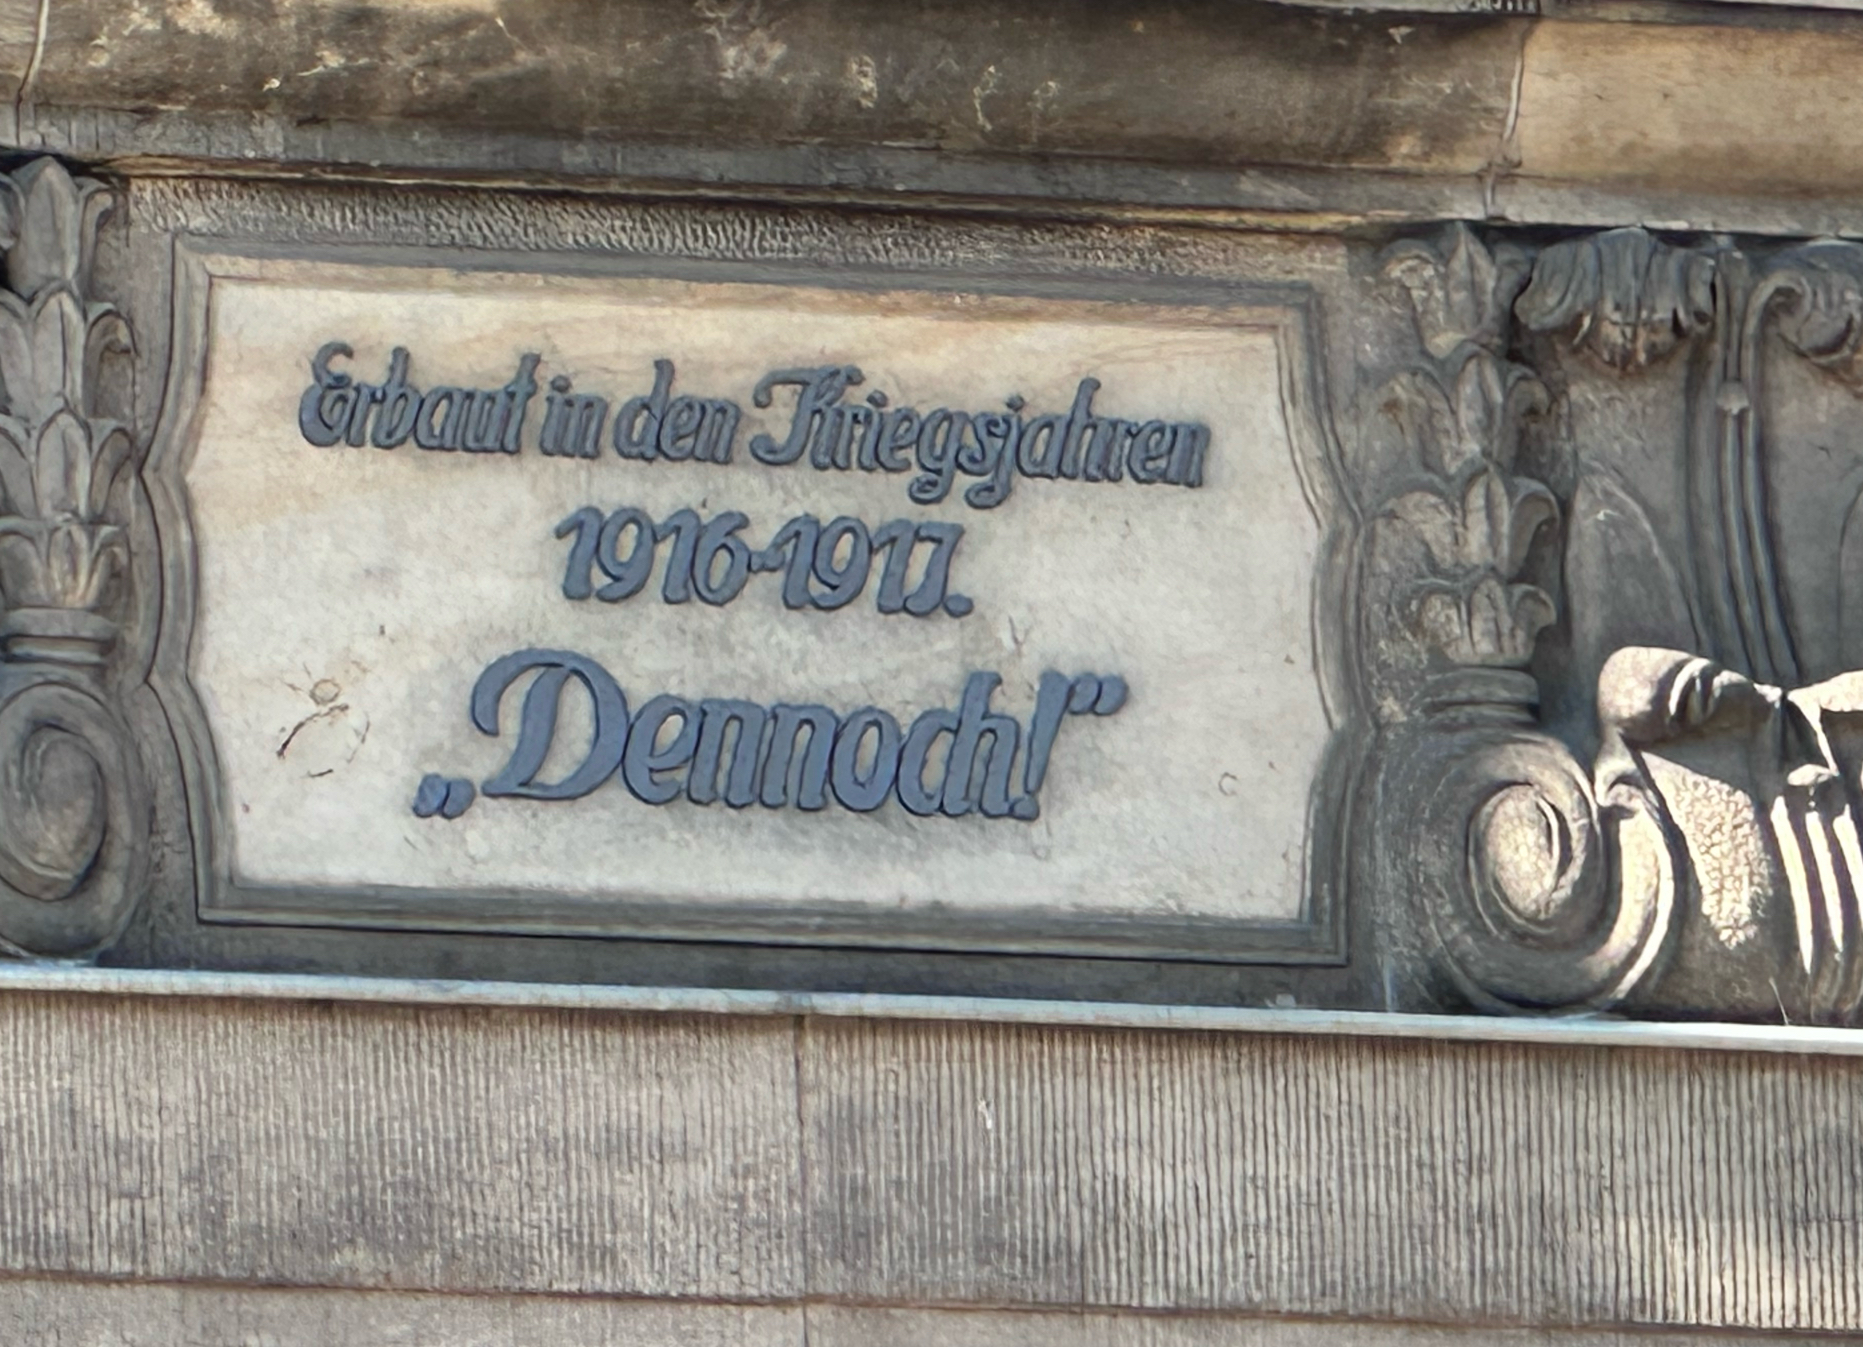 Erbaut in den Kriegsjahren
1916-1917.
„Dennoch!”